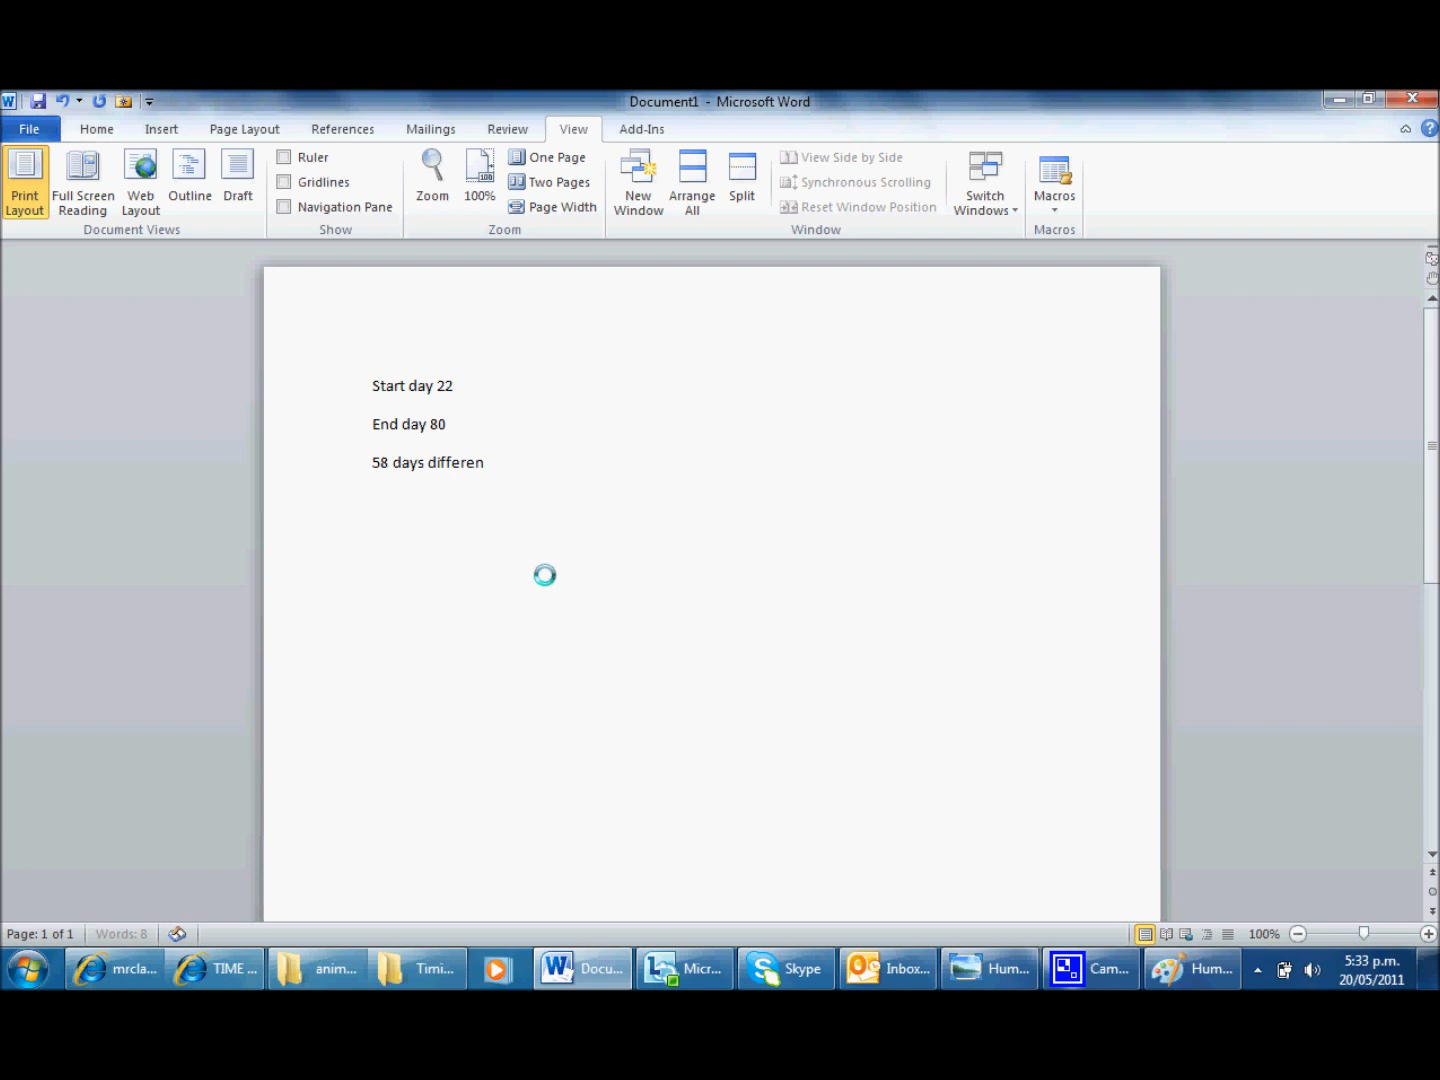 Document1 - Microsoft Word
File Home Insert Page Layout References Mailings Review View Add-Ins
Print Layout
Full Screen Reading
Web Layout
Outline
Draft
Document Views
Ruler
Gridlines
Navigation Pane
Show
Zoom
100%
One Page
Two Pages
Page Width
Zoom
New Window
Arrange All
Split
View Side by Side
Synchronous Scrolling
Reset Window Position
Window
Switch Windows
Macros
Macros
Start day 22
End day 80
58 days differen
Page: 1 of 1 Words: 8 100%
mrcla... TIME ... anim... Timi... Docu... Micr... Skype Inbox... Hum... Cam... Hum...
5:33 p.m.
20/05/2011